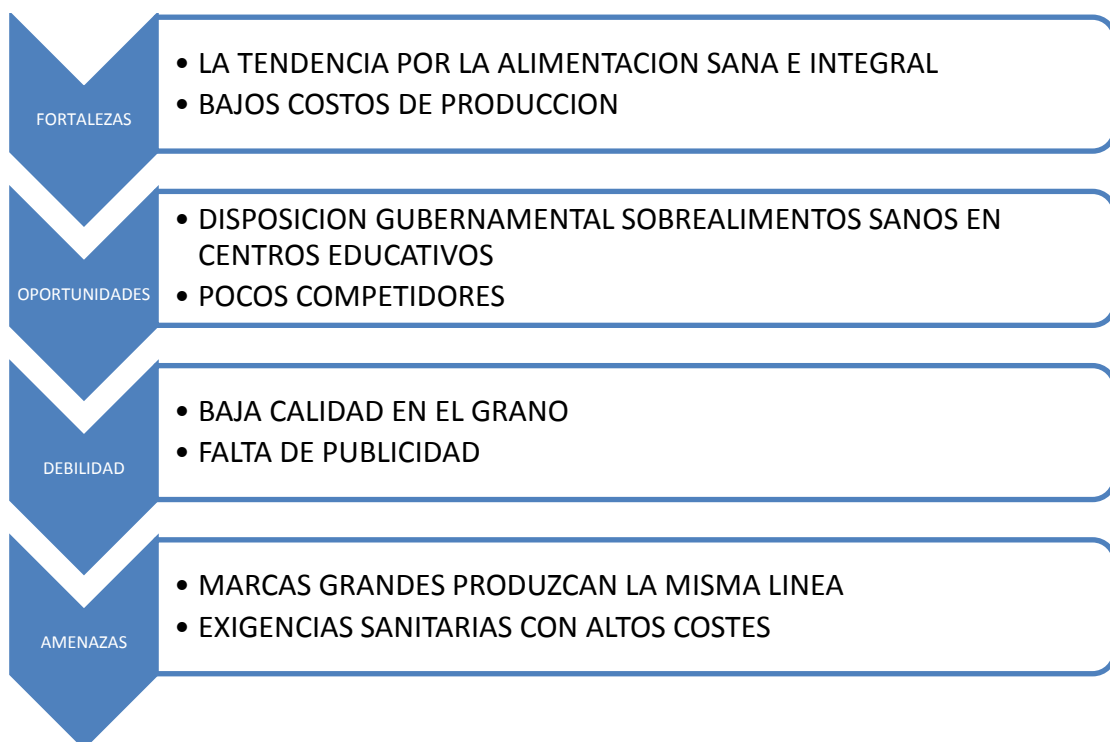 FORTALEZAS
• LA TENDENCIA POR LA ALIMENTACION SANA E INTEGRAL
• BAJOS COSTOS DE PRODUCCION
OPORTUNIDADES
• DISPOSICION GUBERNAMENTAL SOBREALIMENTOS SANOS EN
CENTROS EDUCATIVOS
• POCOS COMPETIDORES
DEBILIDAD
• BAJA CALIDAD EN EL GRANO
• FALTA DE PUBLICIDAD
AMENAZAS
• MARCAS GRANDES PRODUZCAN LA MISMA LINEA
• EXIGENCIAS SANITARIAS CON ALTOS COSTES